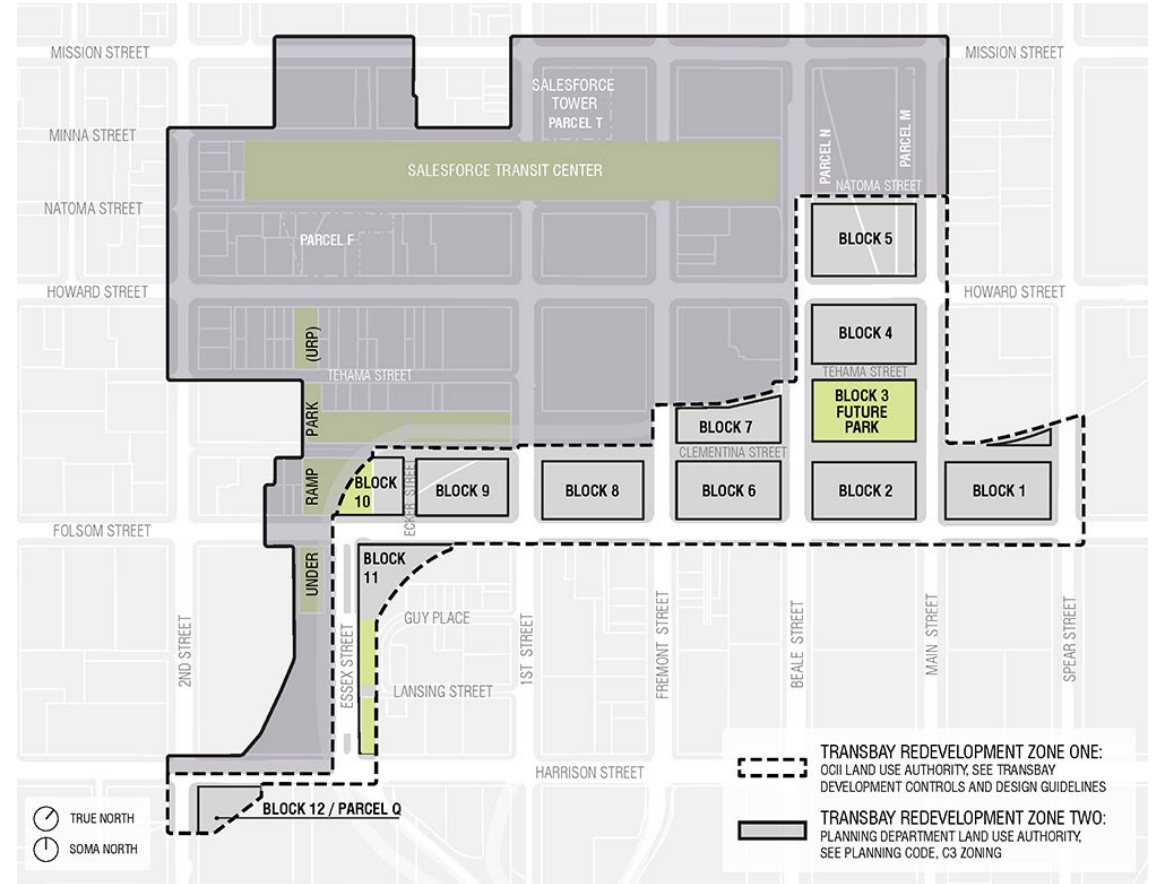 MISSION STREET
MISSION STREET
SALESFORCE
TOWER
PARCEL T
MINNA STREET
PARCEL N
PARCEL M
SALESFORCE TRANSIT CENTER
NATOMA STREET
NATOMA STREET
PARCEL F
BLOCK 5
HOWARD STREET
HOWARD STREET
(URP)
BLOCK 4
TEHAMA STREET
TEHAMA STREET
PARK
BLOCK 3
FUTURE
PARK
BLOCK 7
CLEMENTINA STREET
RAMP
BLOCK
10
ECKER STREET
BLOCK 9
BLOCK 8
BLOCK 6
BLOCK 2
BLOCK 1
FOLSOM STREET
UNDER
BLOCK
11
GUY PLACE
2ND STREET
ESSEX STREET
1ST STREET
FREMONT STREET
BEALE STREET
MAIN STREET
SPEAR STREET
LANSING STREET
HARRISON STREET
BLOCK 12 / PARCEL Q
TRUE NORTH
SOMA NORTH
TRANSBAY REDEVELOPMENT ZONE ONE:
OCII LAND USE AUTHORITY, SEE TRANSBAY
DEVELOPMENT CONTROLS AND DESIGN GUIDELINES
TRANSBAY REDEVELOPMENT ZONE TWO:
PLANNING DEPARTMENT LAND USE AUTHORITY,
SEE PLANNING CODE, C3 ZONING